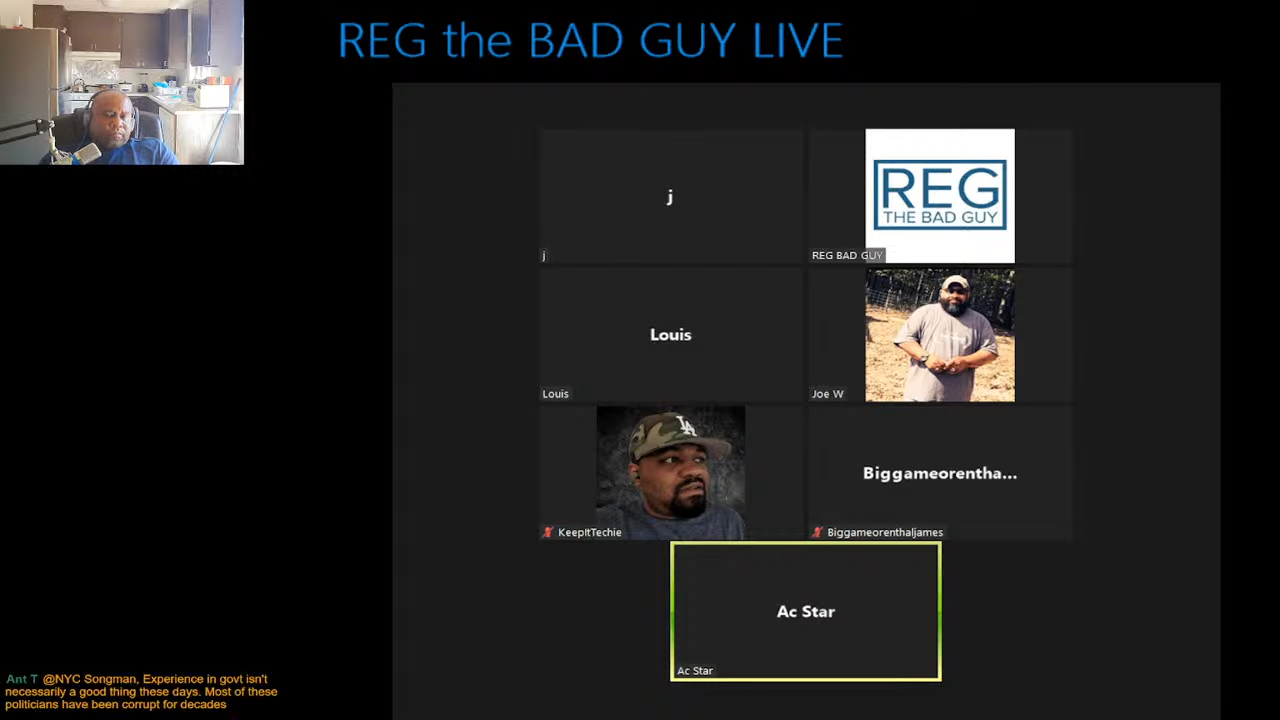 REG the BAD GUY LIVE
j
REG
THE BAD GUY
j
REG BAD GUY
Louis
Louis
Joe W
LA
Biggameorentha...
KeepItTechie
Biggameorenthaljames
Ac Star
Ac Star
Ant T @NYC Songman, Experience in govt isn't
necessarily a good thing these days. Most of these
politicians have been corrupt for decades